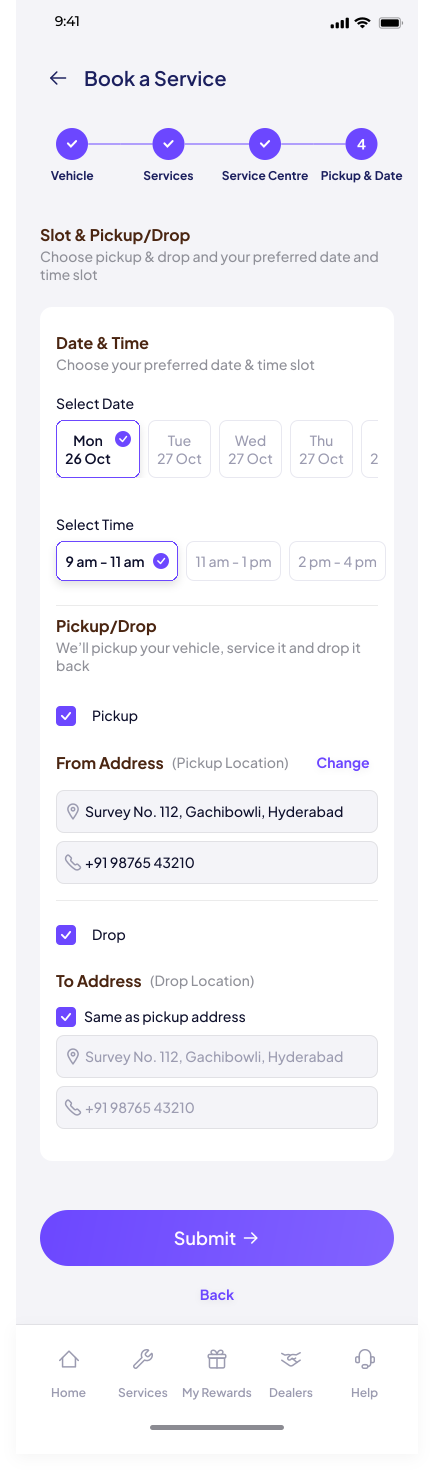 9:41
Book a Service
4
Vehicle Services Service Centre Pickup & Date
Slot & Pickup/Drop
Choose pickup & drop and your preferred date and
time slot
Date & Time
Choose your preferred date & time slot
Select Date
Mon Tue Wed Thu
26 Oct 27 Oct 27 Oct 27 Oct 2
Select Time
9 am - 11 am 11 am - 1 pm 2 pm - 4 pm
Pickup/Drop
We’ll pickup your vehicle, service it and drop it
back
Pickup
From Address (Pickup Location) Change
Survey No. 112, Gachibowli, Hyderabad
+91 98765 43210
Drop
To Address (Drop Location)
Same as pickup address
Survey No. 112, Gachibowli, Hyderabad
+91 98765 43210
Submit →
Back
Home Services My Rewards Dealers Help